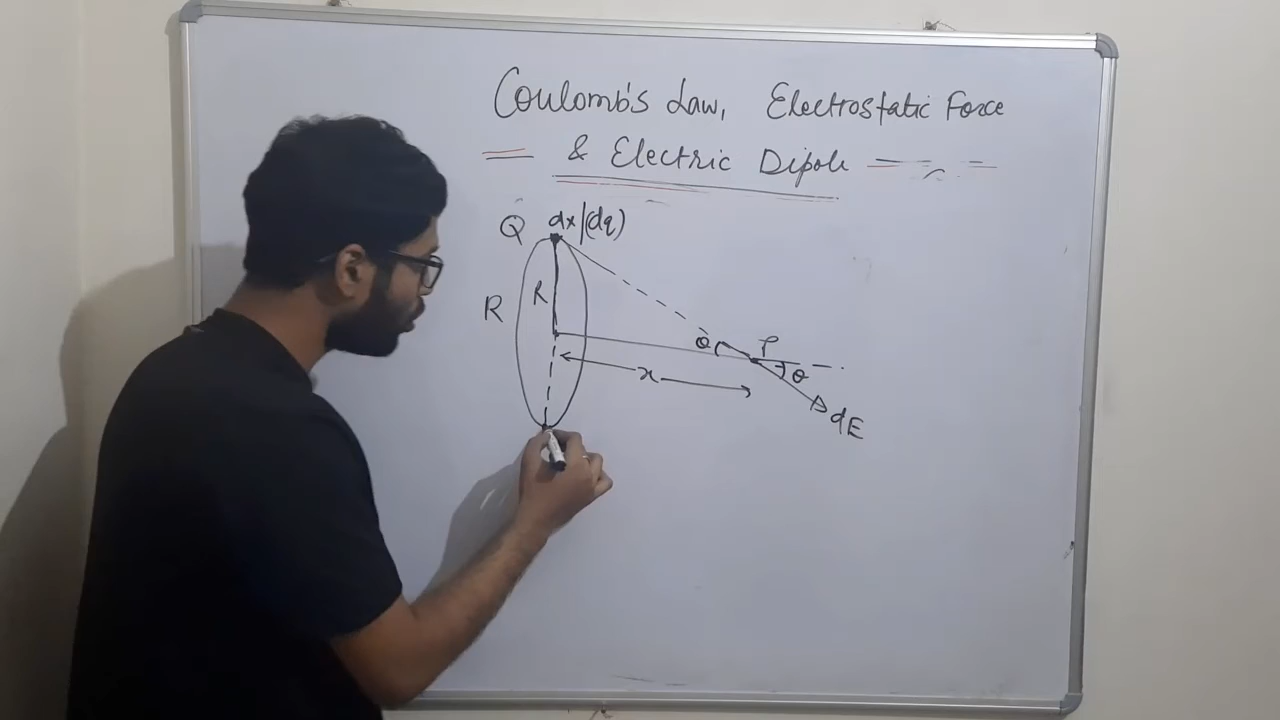 Coulomb's Law, Electrostatic Force
& Electric Dipole
Q dx|(dq)
R R
θ P
θ
x
dE